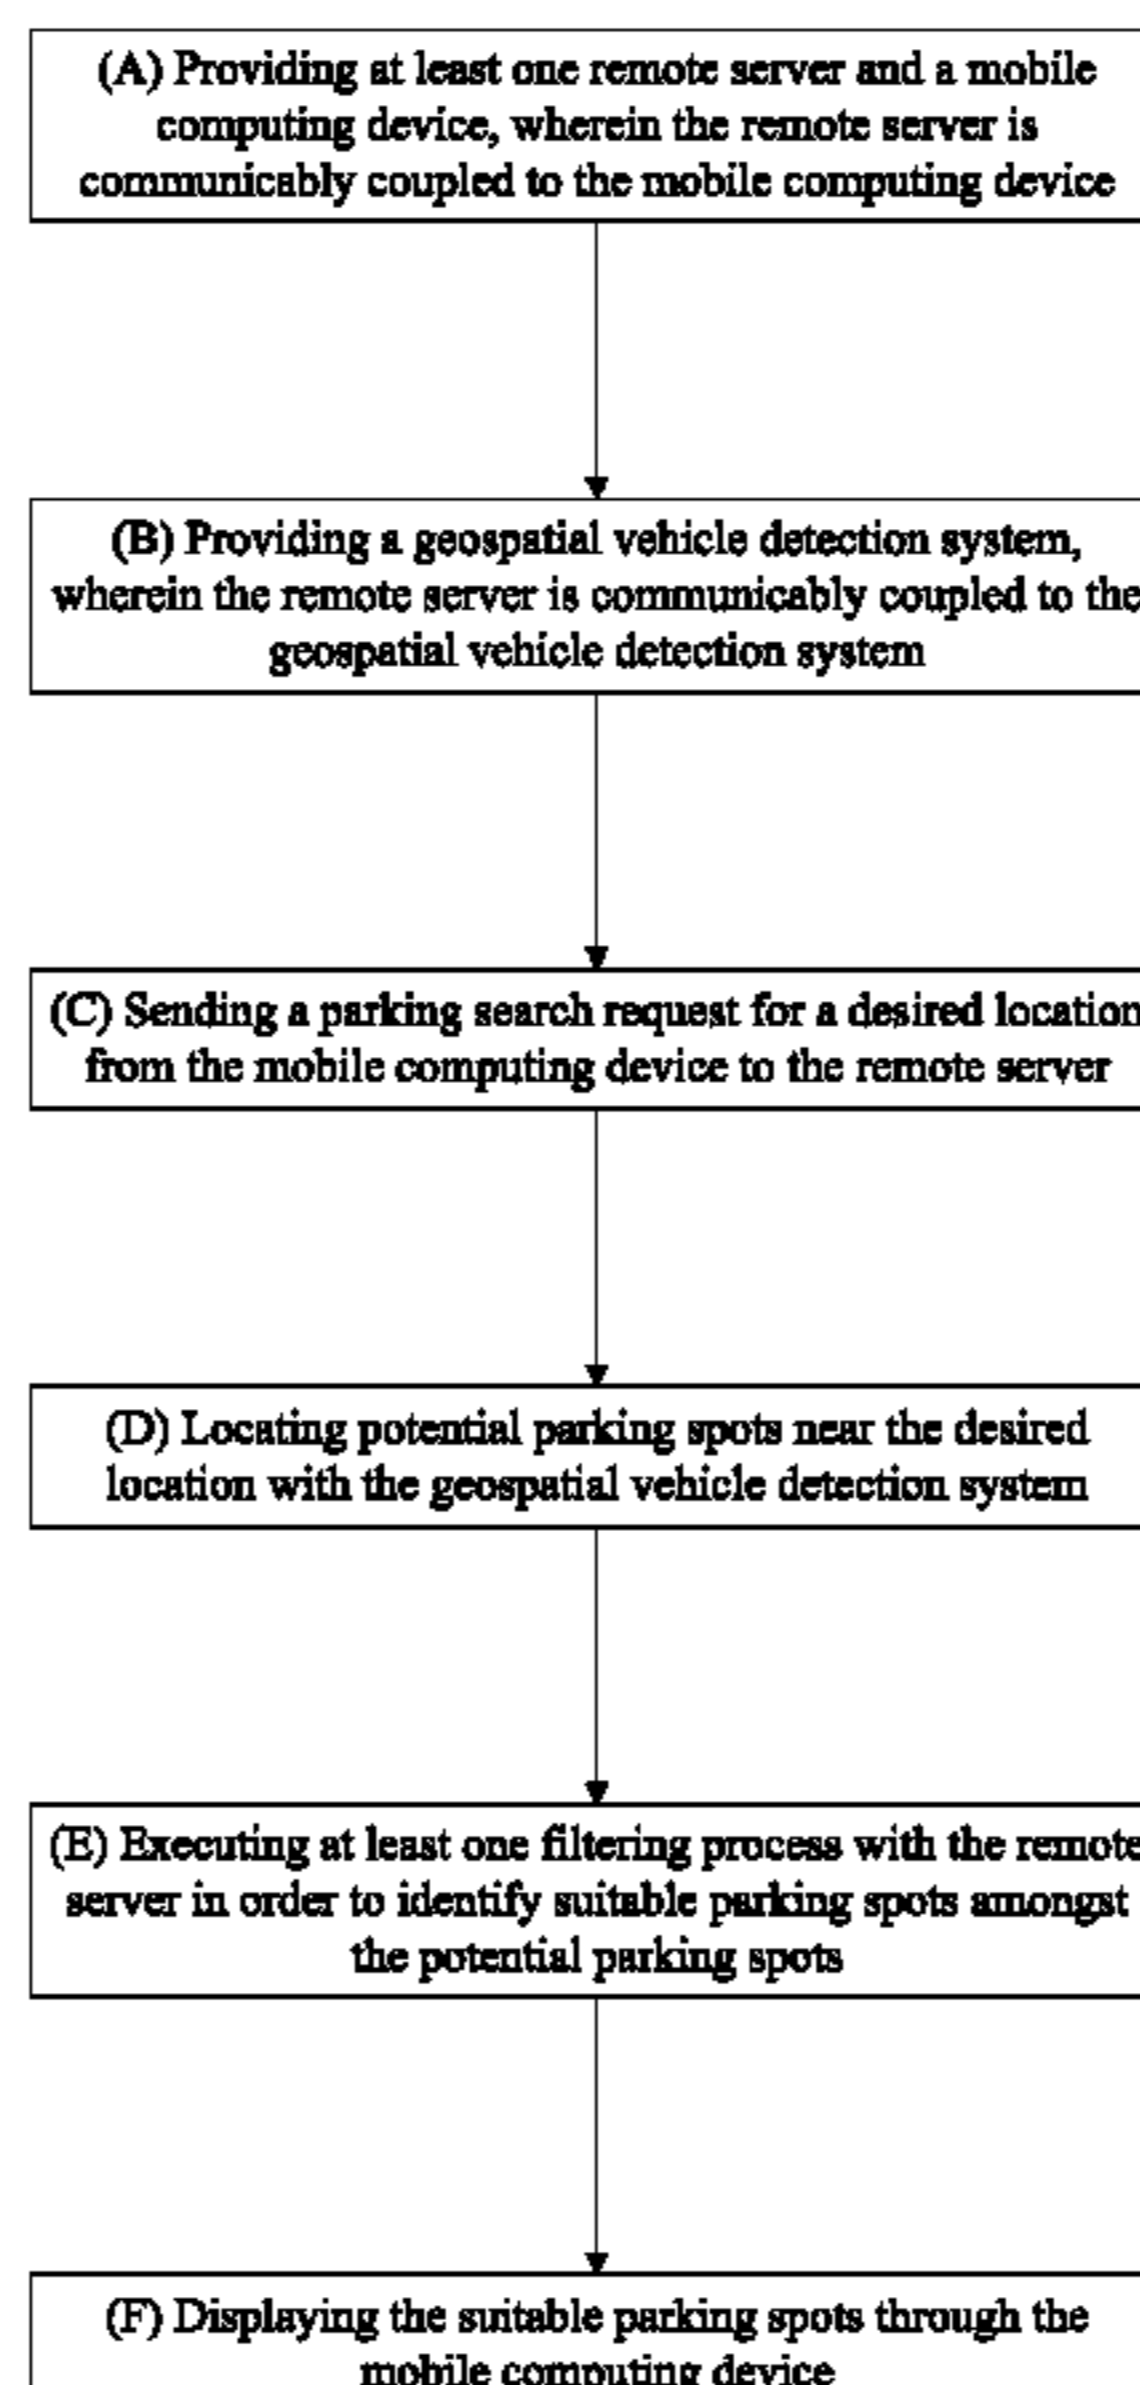 (A) Providing at least one remote server and a mobile
computing device, wherein the remote server is
communicably coupled to the mobile computing device
(B) Providing a geospatial vehicle detection system,
wherein the remote server is communicably coupled to the
geospatial vehicle detection system
(C) Sending a parking search request for a desired location
from the mobile computing device to the remote server
(D) Locating potential parking spots near the desired
location with the geospatial vehicle detection system
(E) Executing at least one filtering process with the remote
server in order to identify suitable parking spots amongst
the potential parking spots
(F) Displaying the suitable parking spots through the
mobile computing device